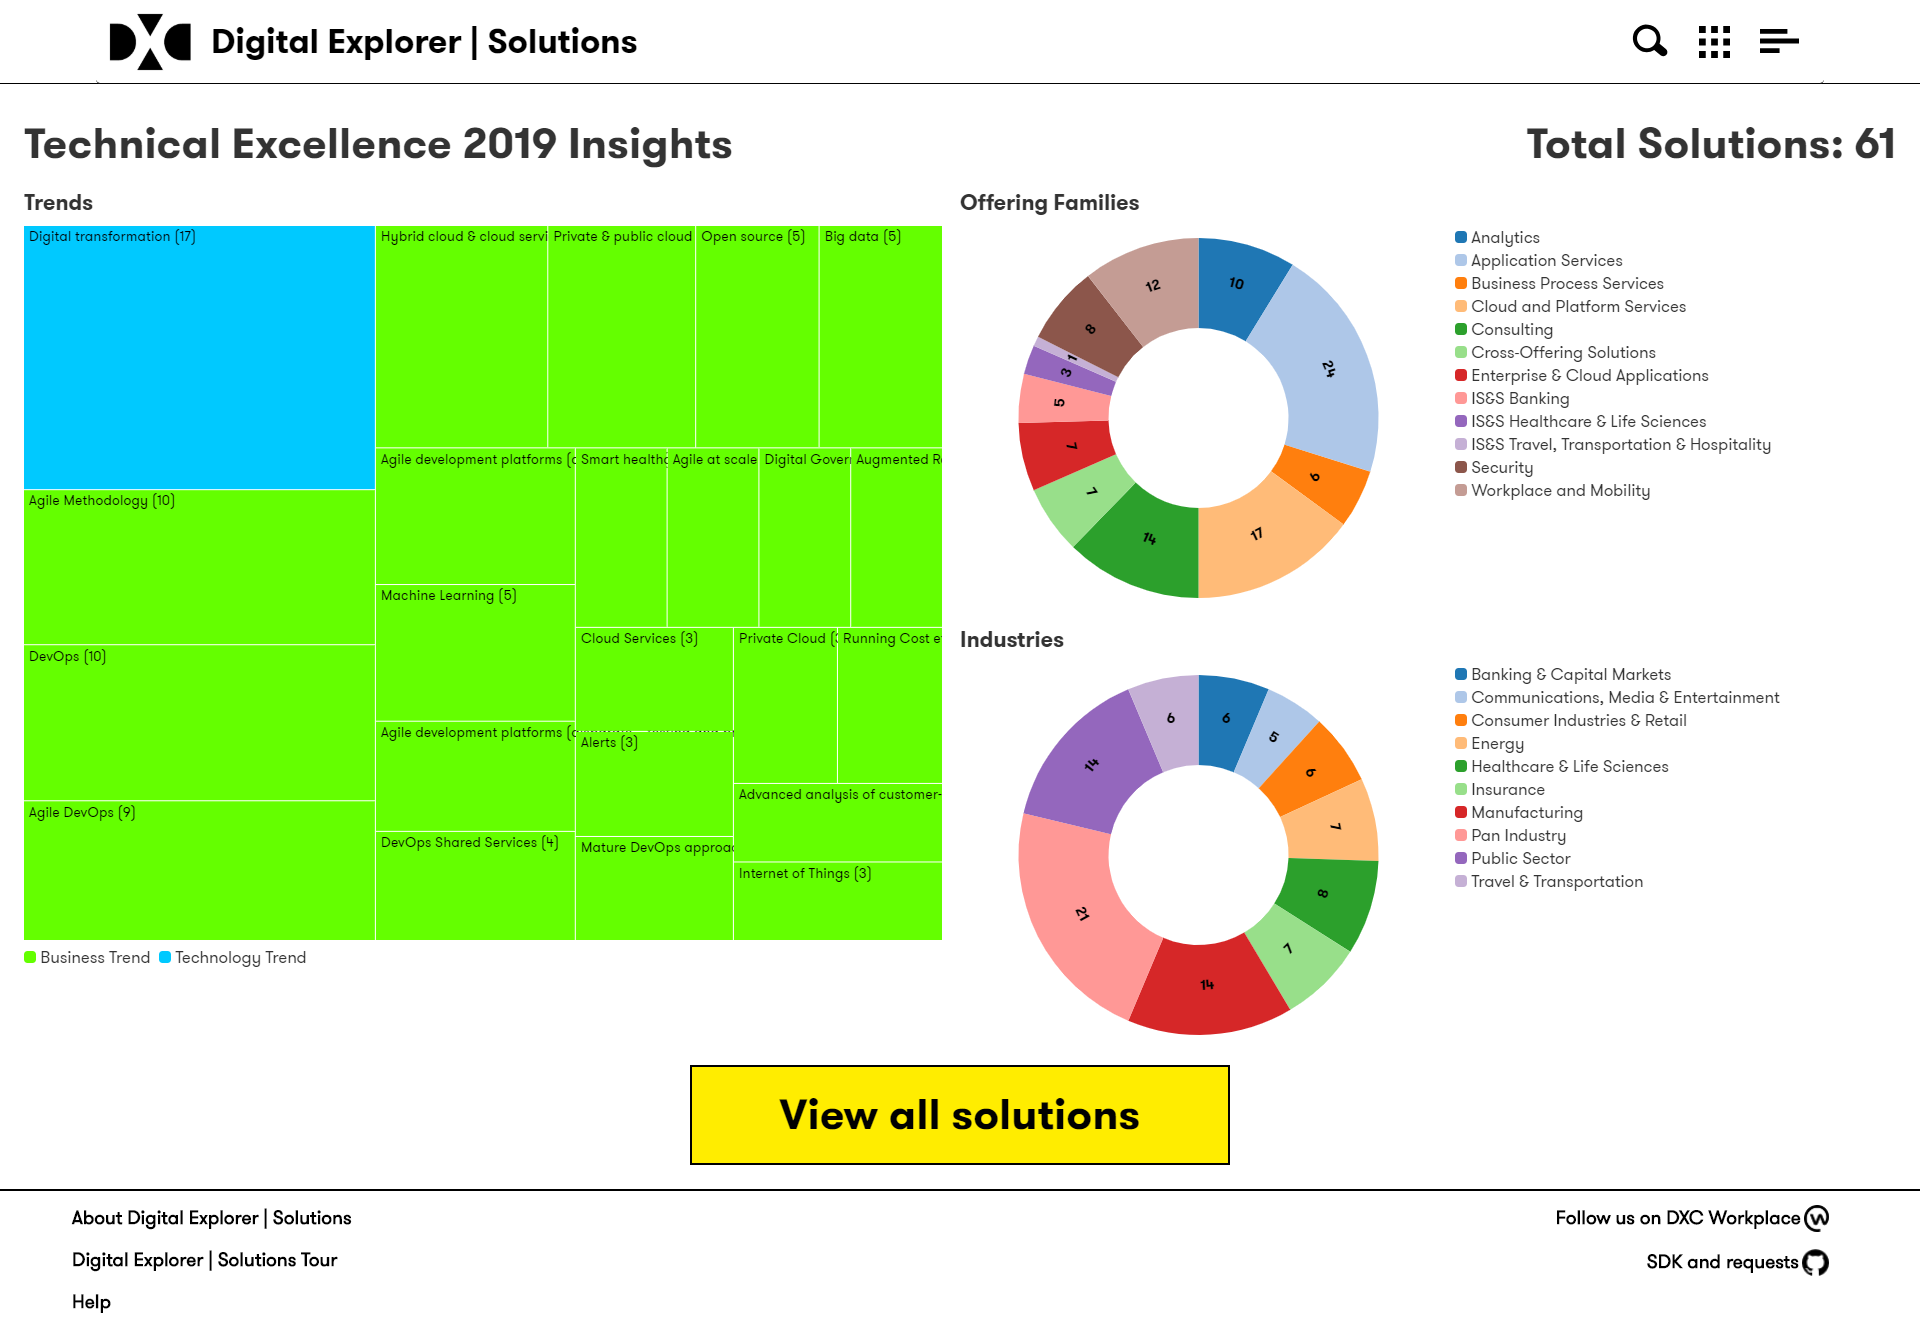 DXC Digital Explorer | Solutions
Technical Excellence 2019 Insights
Total Solutions: 61
Trends
Digital transformation (17)
Agile Methodology (10)
DevOps (10)
Agile DevOps (9)
Hybrid cloud & cloud servi
Private & public cloud
Open source (5)
Big data (5)
Agile development platforms (
Machine Learning (5)
Agile development platforms (
DevOps Shared Services (4)
Smart health
Agile at scale
Digital Gover
Augmented R
Cloud Services (3)
Alerts (3)
Mature DevOps approa
Private Cloud (
Running Cost e
Advanced analysis of customer-
Internet of Things (3)
Business Trend
Technology Trend
Offering Families
10
24
6
17
14
7
7
5
3
1
8
12
Analytics
Application Services
Business Process Services
Cloud and Platform Services
Consulting
Cross-Offering Solutions
Enterprise & Cloud Applications
IS&S Banking
IS&S Healthcare & Life Sciences
IS&S Travel, Transportation & Hospitality
Security
Workplace and Mobility
Industries
6
5
6
7
8
7
14
21
14
6
Banking & Capital Markets
Communications, Media & Entertainment
Consumer Industries & Retail
Energy
Healthcare & Life Sciences
Insurance
Manufacturing
Pan Industry
Public Sector
Travel & Transportation
View all solutions
About Digital Explorer | Solutions
Digital Explorer | Solutions Tour
Help
Follow us on DXC Workplace
SDK and requests